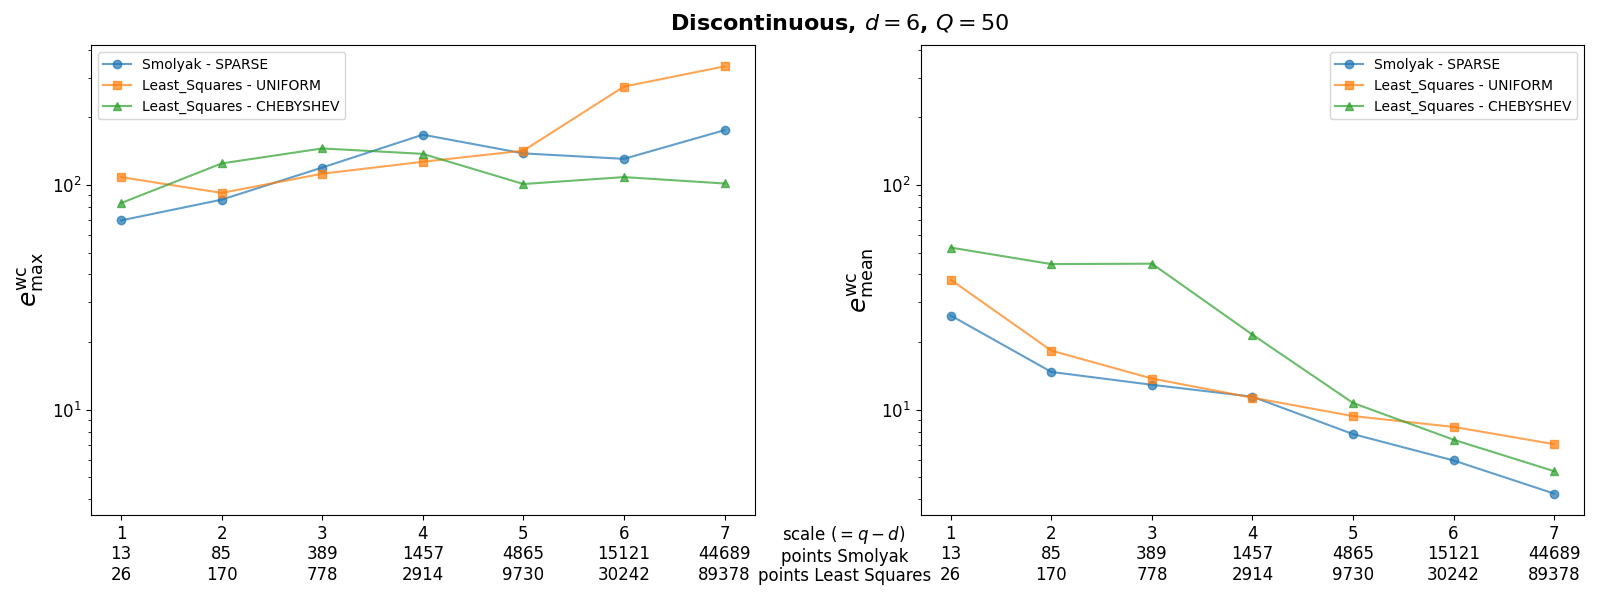 Discontinuous, d = 6, Q = 50
Smolyak - SPARSE
Least_Squares - UNIFORM
Least_Squares - CHEBYSHEV
10²
10¹
e^wc_max
1 2 3 4 5 6 7
13 85 389 1457 4865 15121 44689
26 170 778 2914 9730 30242 89378
scale (= q − d)
points Smolyak
points Least Squares
Smolyak - SPARSE
Least_Squares - UNIFORM
Least_Squares - CHEBYSHEV
10²
10¹
e^wc_mean
1 2 3 4 5 6 7
13 85 389 1457 4865 15121 44689
26 170 778 2914 9730 30242 89378